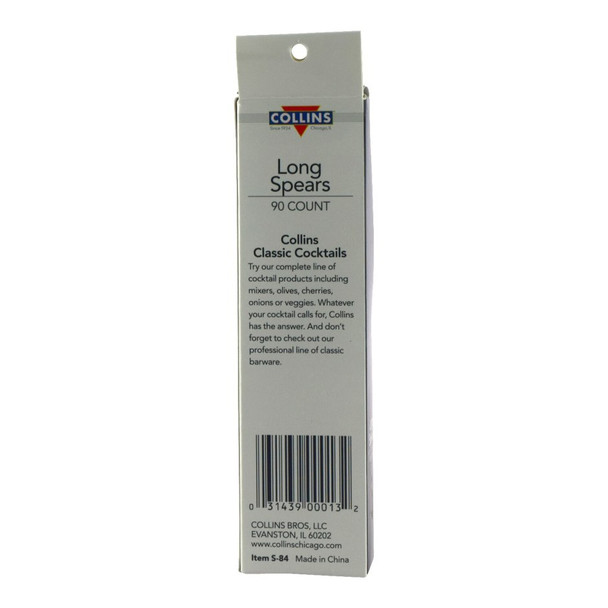 COLLINS
Since 1934 Chicago, IL
Long
Spears
90 COUNT
Collins
Classic Cocktails
Try our complete line of
cocktail products including
mixers, olives, cherries,
onions or veggies. Whatever
your cocktail calls for, Collins
has the answer. And don't
forget to check out our
professional line of classic
barware.
0 31439 00013 2
COLLINS BROS, LLC
EVANSTON, IL 60202
www.collinschicago.com
Item S-84 Made in China